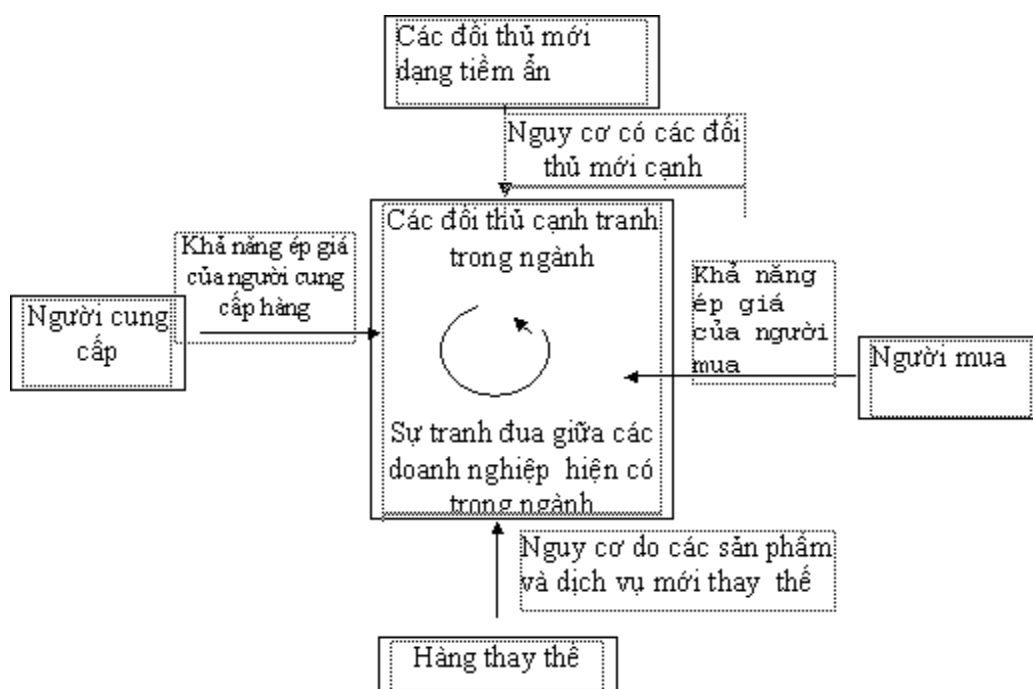 Các đối thủ mới
dạng tiềm ẩn
Nguy cơ có các đối
thủ mới cạnh
Các đối thủ cạnh tranh
trong ngành
Khả năng ép giá
của người cung
cấp hàng
Người cung
cấp
Khả năng
ép giá
của người
mua
Người mua
Sự tranh đua giữa các
doanh nghiệp hiện có
trong ngành
Nguy cơ do các sản phẩm
và dịch vụ mới thay thế
Hàng thay thế